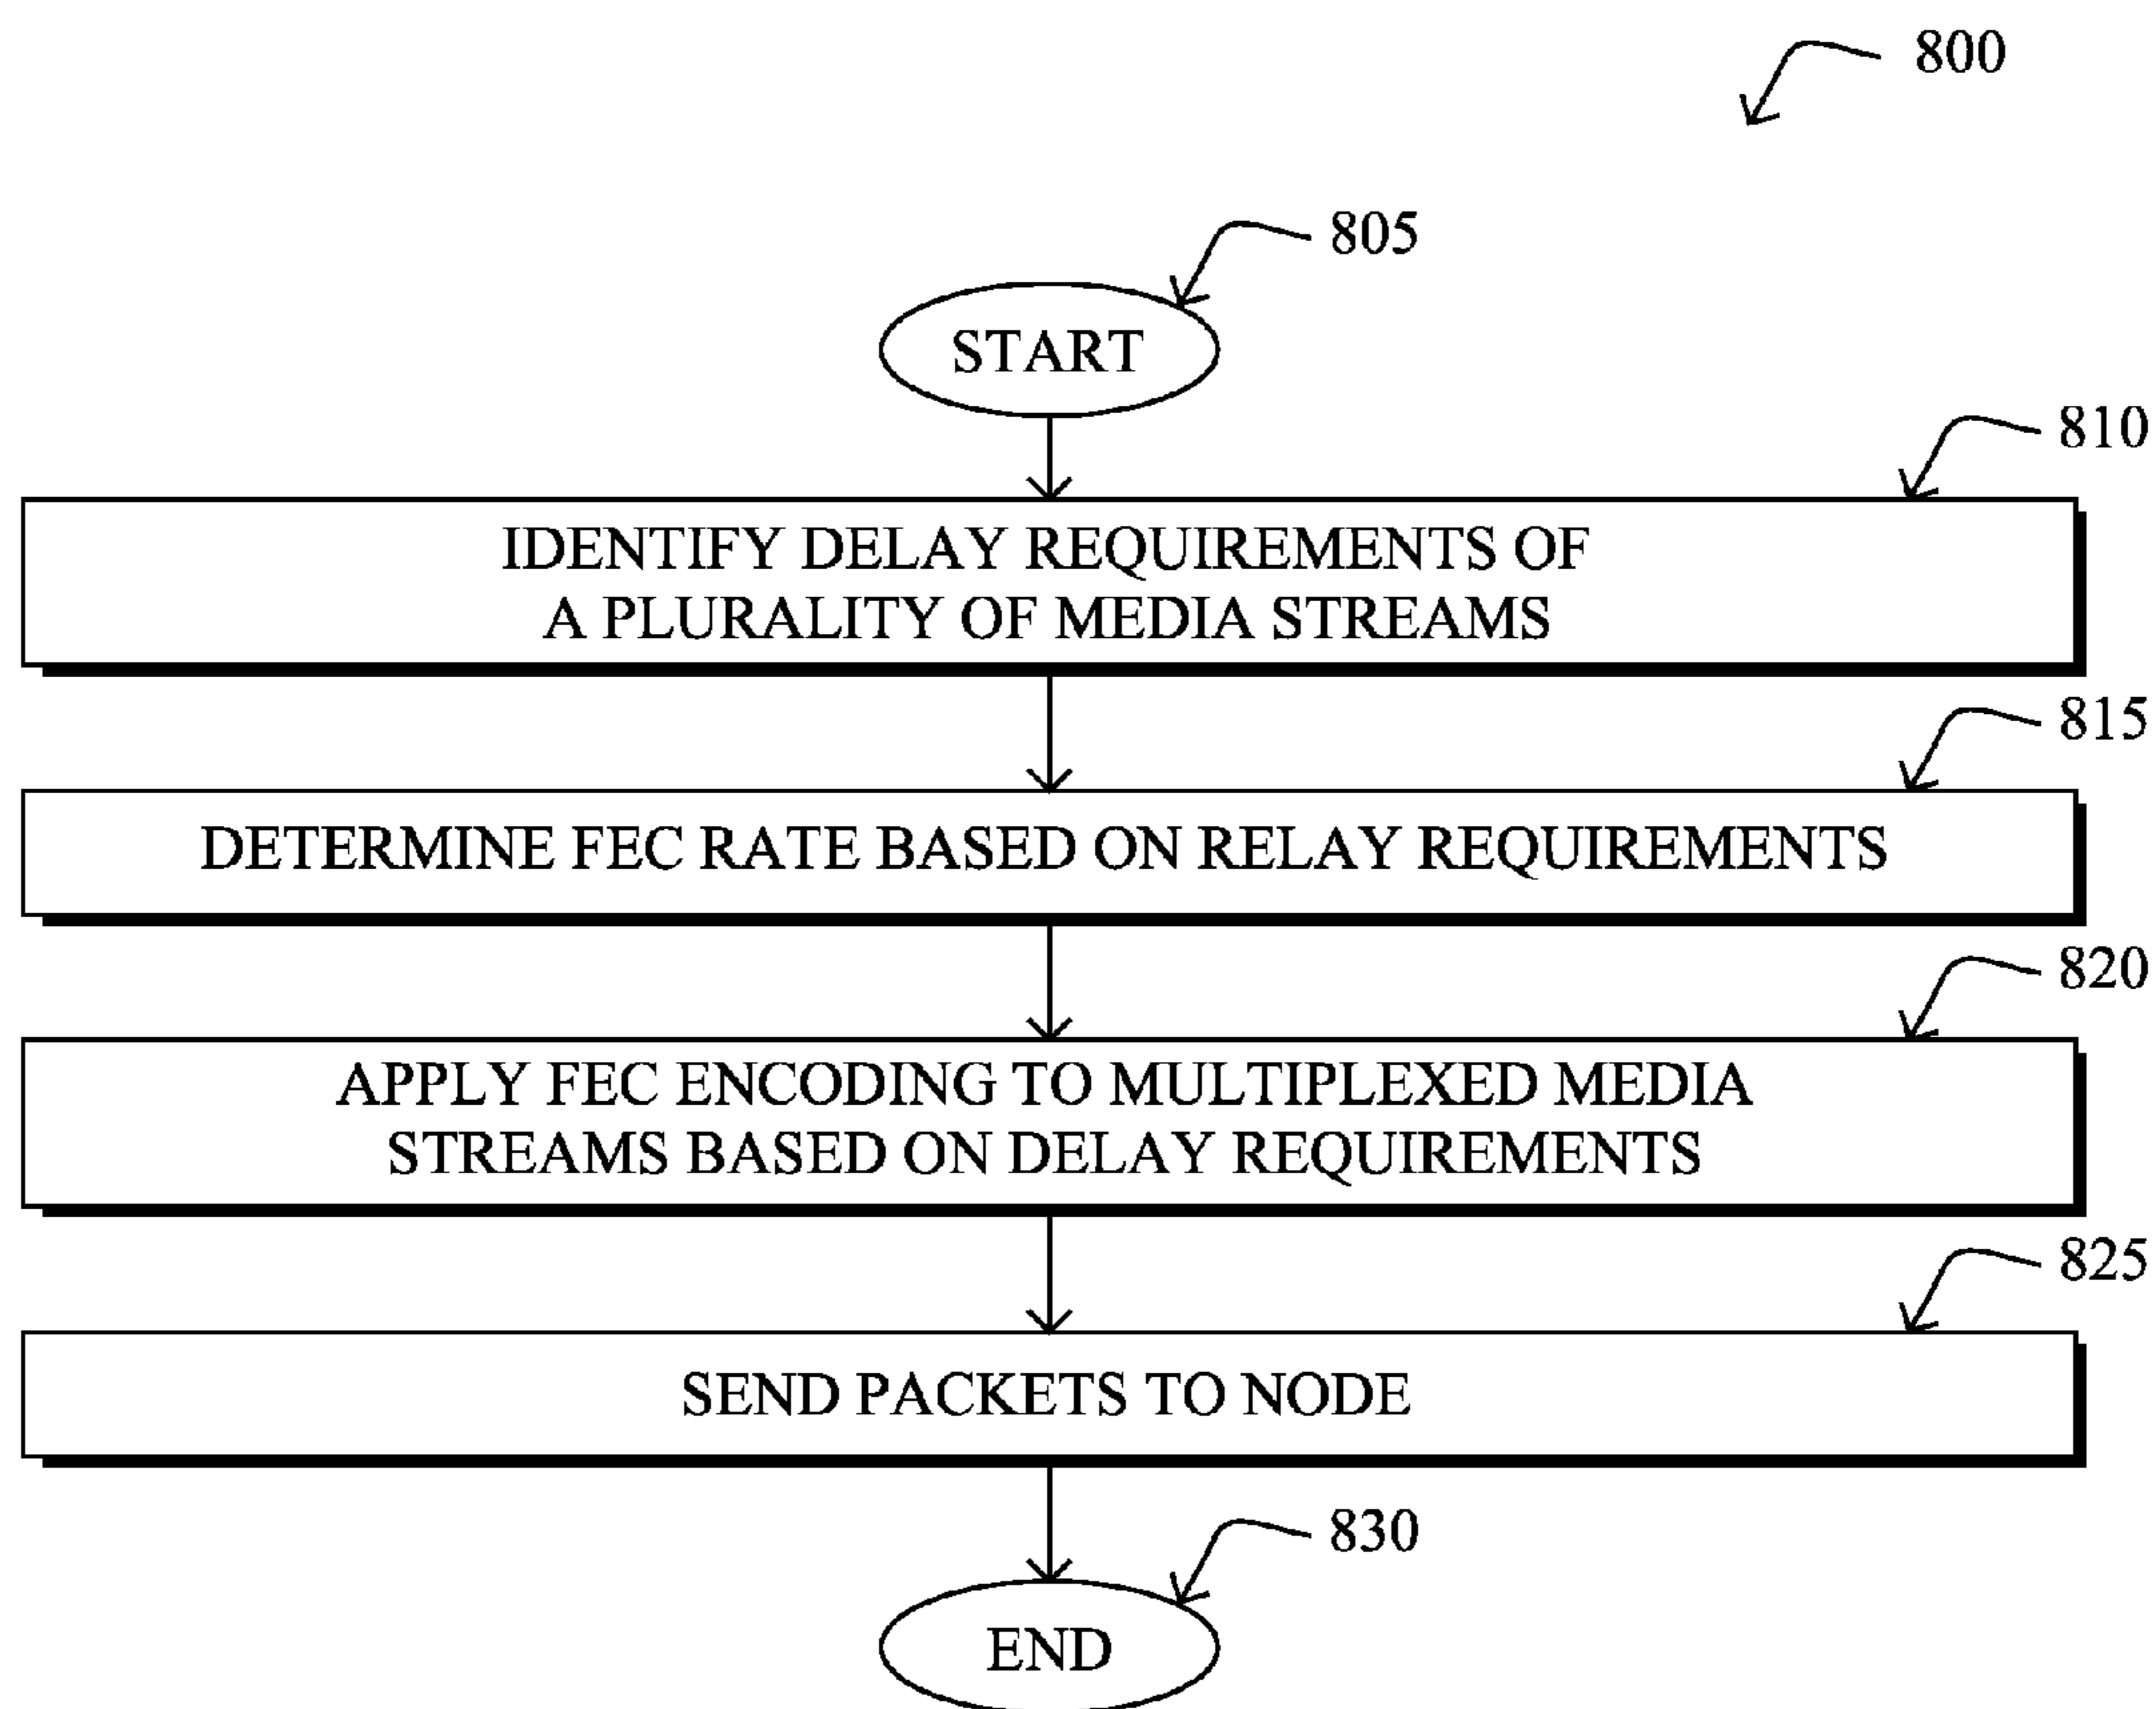 800
805
START
810
IDENTIFY DELAY REQUIREMENTS OF
A PLURALITY OF MEDIA STREAMS
815
DETERMINE FEC RATE BASED ON RELAY REQUIREMENTS
820
APPLY FEC ENCODING TO MULTIPLEXED MEDIA
STREAMS BASED ON DELAY REQUIREMENTS
825
SEND PACKETS TO NODE
830
END